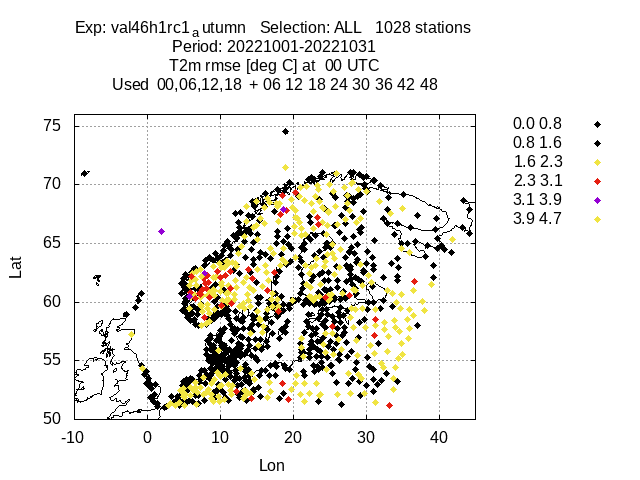 Exp: val46h1rc1a utumn Selection: ALL 1028 stations
Period: 20221001-20221031
T2m rmse [deg C] at 00 UTC
Used 00,06,12,18 + 06 12 18 24 30 36 42 48
75
70
65
60
55
50
Lat
-10 0 10 20 30 40
Lon
0.0 0.8
0.8 1.6
1.6 2.3
2.3 3.1
3.1 3.9
3.9 4.7